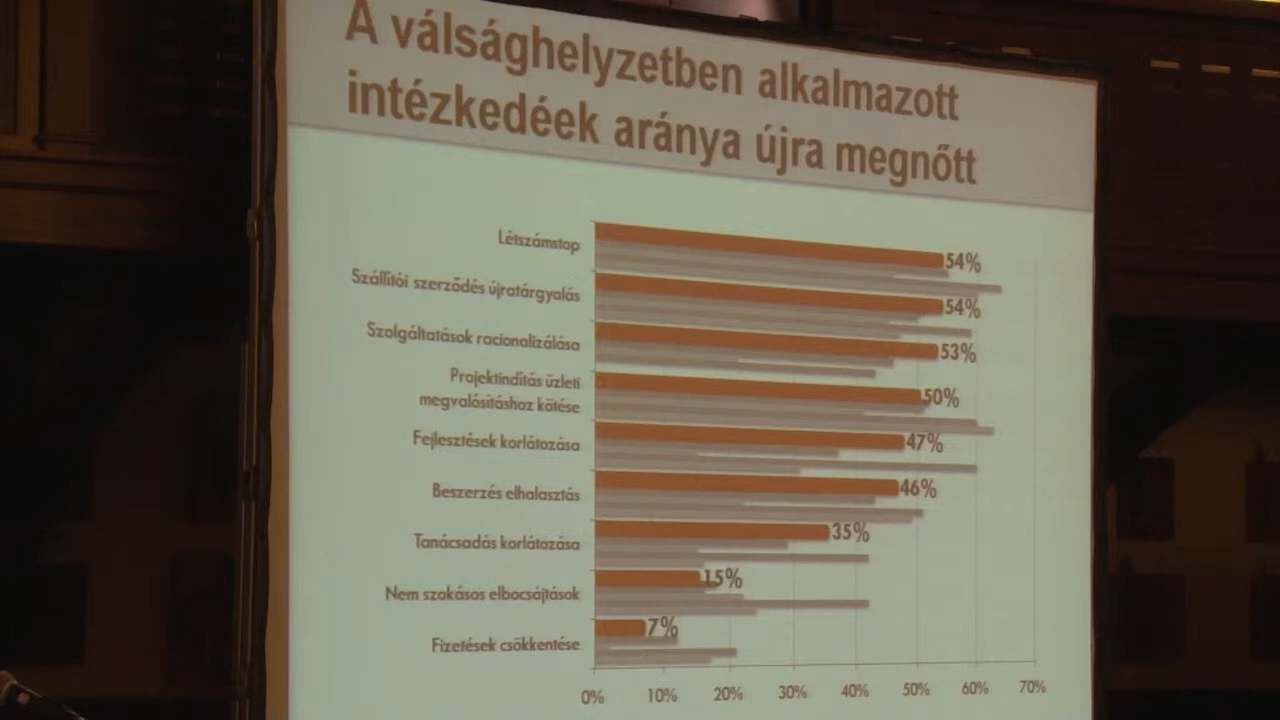 A válsághelyzetben alkalmazott
intézkedéek aránya újra megnőtt
Létszámstop
54%
Szállítói szerződés újratárgyalás
54%
Szolgáltatások racionalizálása
53%
Projektindítás üzleti
megvalósításhoz kötése
50%
Fejlesztések korlátozása
47%
Beszerzés elhalasztás
46%
Tanácsadás korlátozása
35%
Nem szokásos elbocsájtások
15%
Fizetések csökkentése
7%
0% 10% 20% 30% 40% 50% 60% 70%